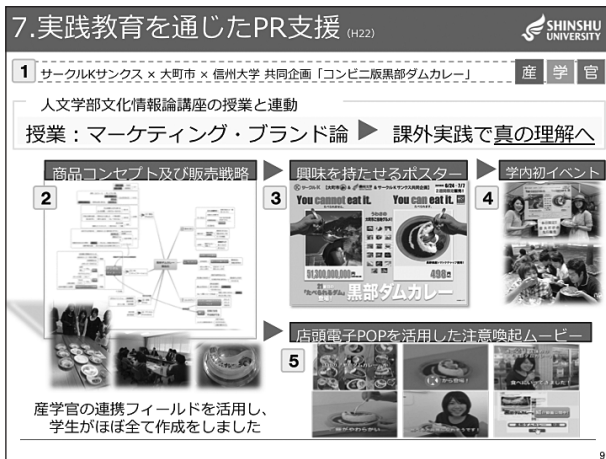 7.実践教育を通じたPR支援 (H22)
SHINSHU
UNIVERSITY
1 サークルKサンクス × 大町市 × 信州大学 共同企画「コンビニ版黒部ダムカレー」
産 学 官
人文学部文化情報論講座の授業と連動
授業：マーケティング・ブランド論 ▶ 課外実践で真の理解へ
商品コンセプト及び販売戦略
興味を持たせるポスター
学内初イベント
2
3
4
You cannot eat it.
You can eat it.
51,300,000,000円
498円
黒部ダムカレー
店頭電子POPを活用した注意喚起ムービー
5
産学官の連携フィールドを活用し、
学生がほぼ全て作成をしました
9